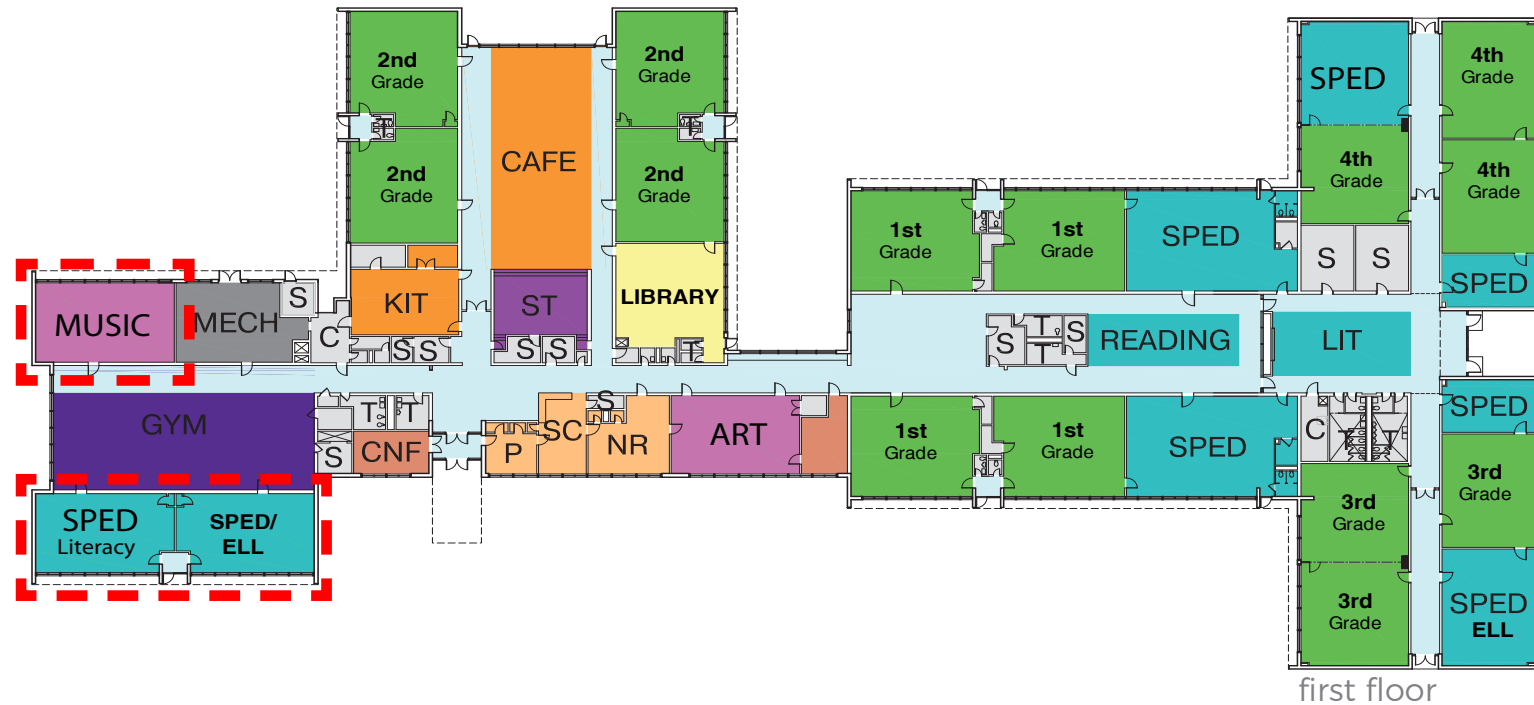 2nd
Grade
2nd
Grade
CAFE
2nd
Grade
2nd
Grade
T
T
SPED
4th
Grade
4th
Grade
4th
Grade
1st
Grade
1st
Grade
SPED
S
S
SPED
MUSIC
MECH
S
C
KIT
S
S
ST
S
S
LIBRARY
T
S
T
T
S
READING
LIT
GYM
T
T
S
CNF
P
SC
S
NR
ART
1st
Grade
1st
Grade
SPED
C
T
T
SPED
3rd
Grade
3rd
Grade
3rd
Grade
SPED
ELL
SPED
Literacy
SPED/
ELL
first floor